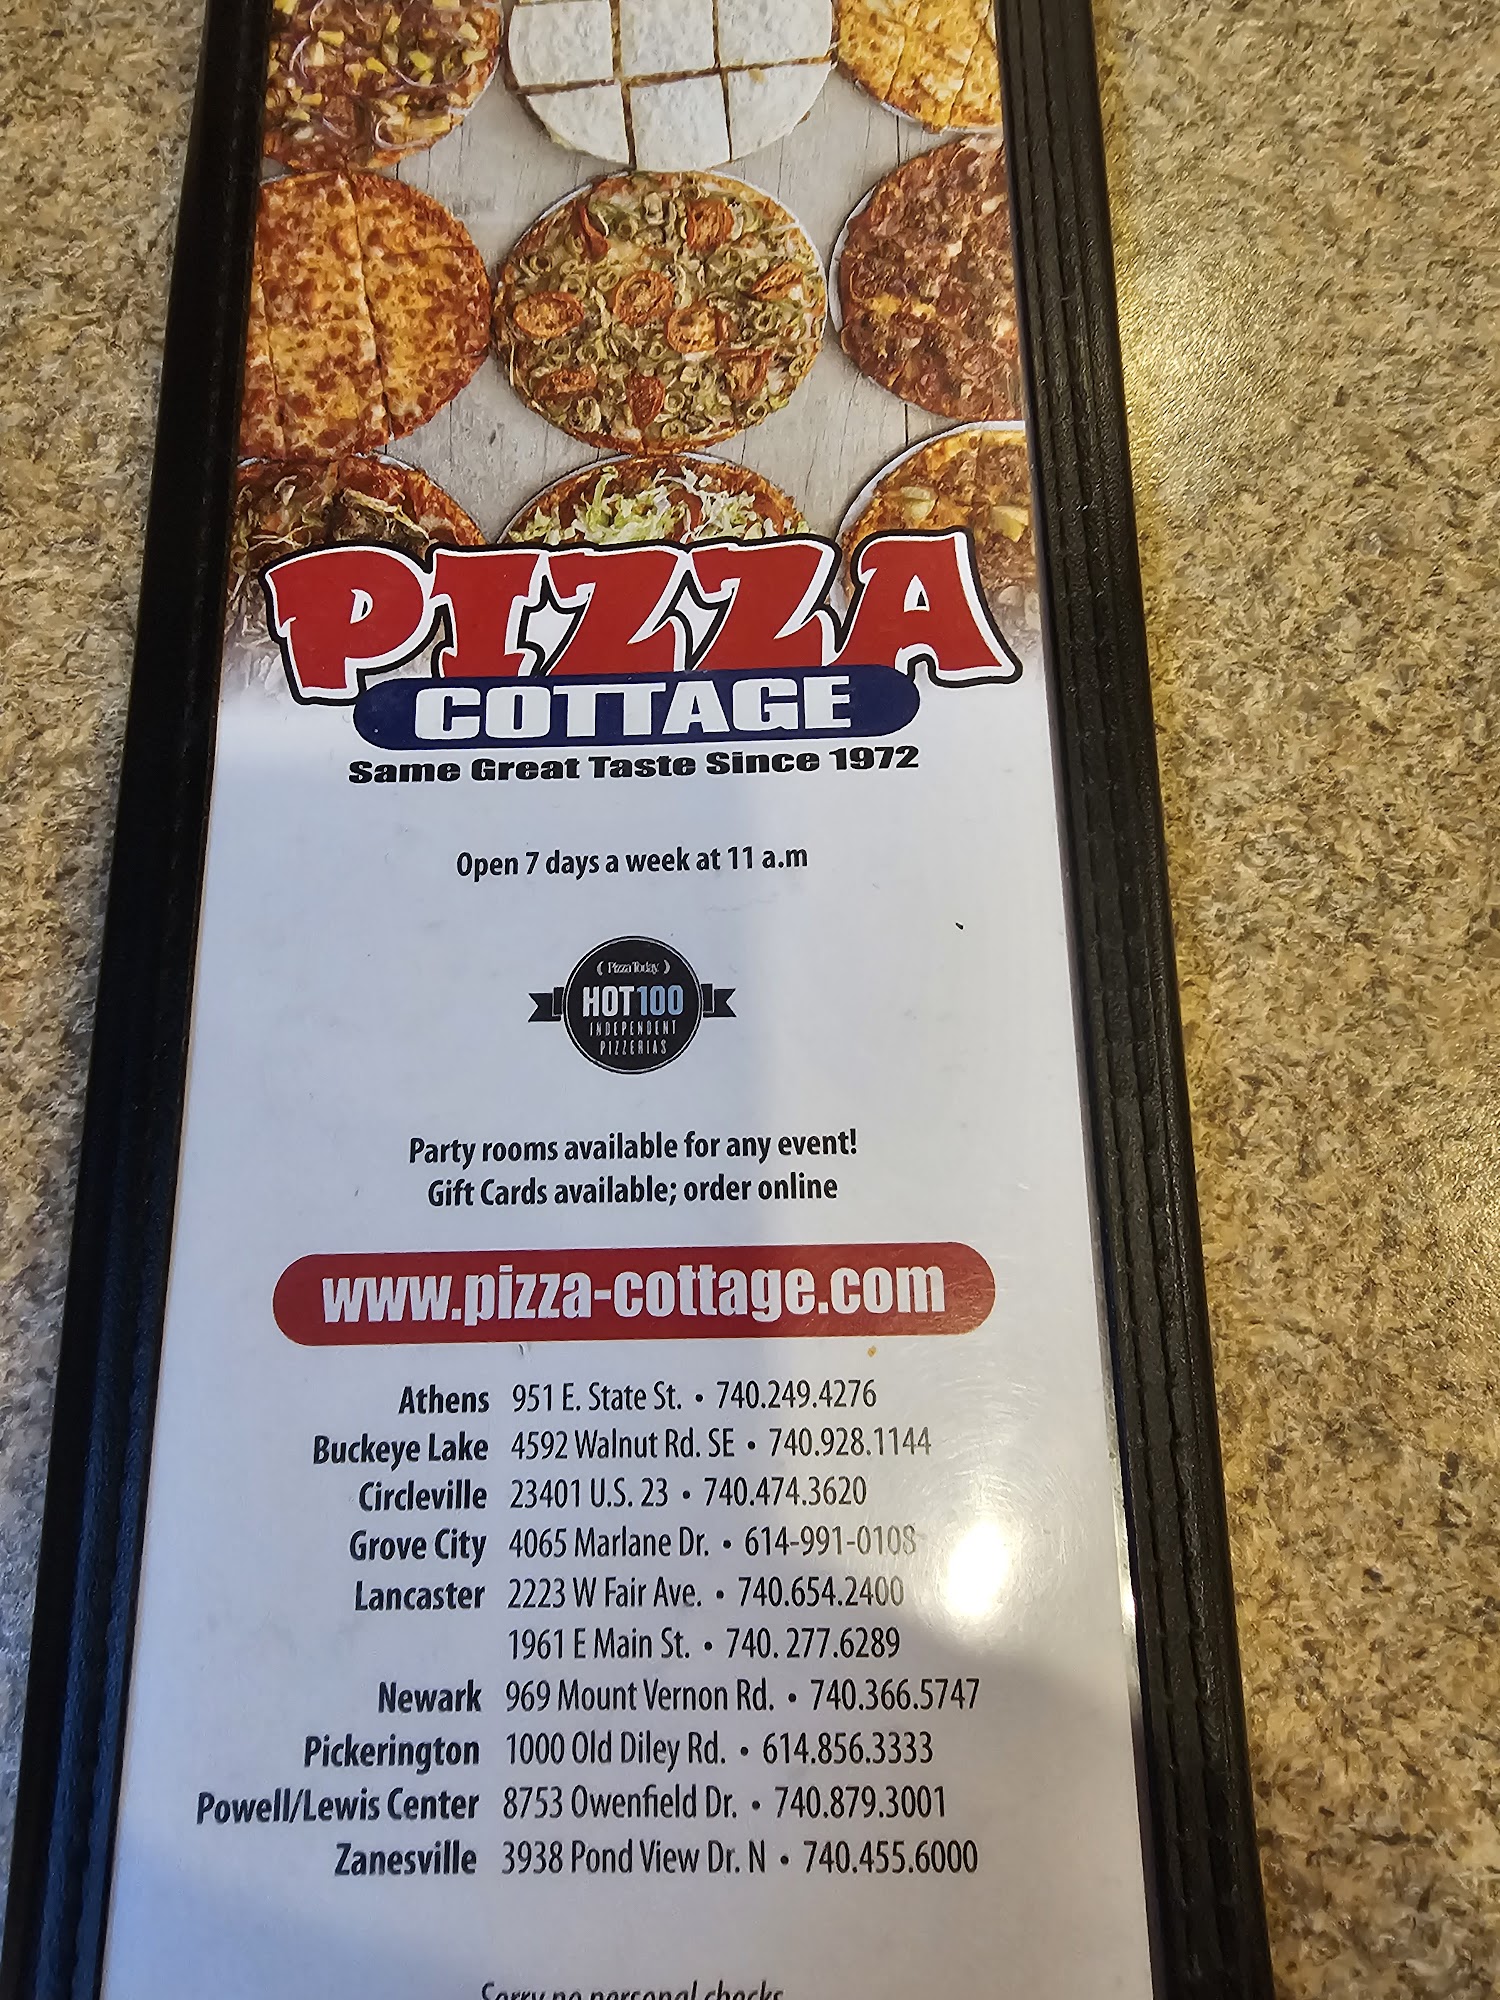 PIZZA
COTTAGE
Same Great Taste Since 1972
Open 7 days a week at 11 a.m
( Pizza Today )
HOT100
INDEPENDENT
PIZZERIAS
Party rooms available for any event!
Gift Cards available; order online
www.pizza-cottage.com
Athens 951 E. State St. • 740.249.4276
Buckeye Lake 4592 Walnut Rd. SE • 740.928.1144
Circleville 23401 U.S. 23 • 740.474.3620
Grove City 4065 Marlane Dr. • 614-991-0108
Lancaster 2223 W Fair Ave. • 740.654.2400
1961 E Main St. • 740. 277.6289
Newark 969 Mount Vernon Rd. • 740.366.5747
Pickerington 1000 Old Diley Rd. • 614.856.3333
Powell/Lewis Center 8753 Owenfield Dr. • 740.879.3001
Zanesville 3938 Pond View Dr. N • 740.455.6000
Sorry no personal checks